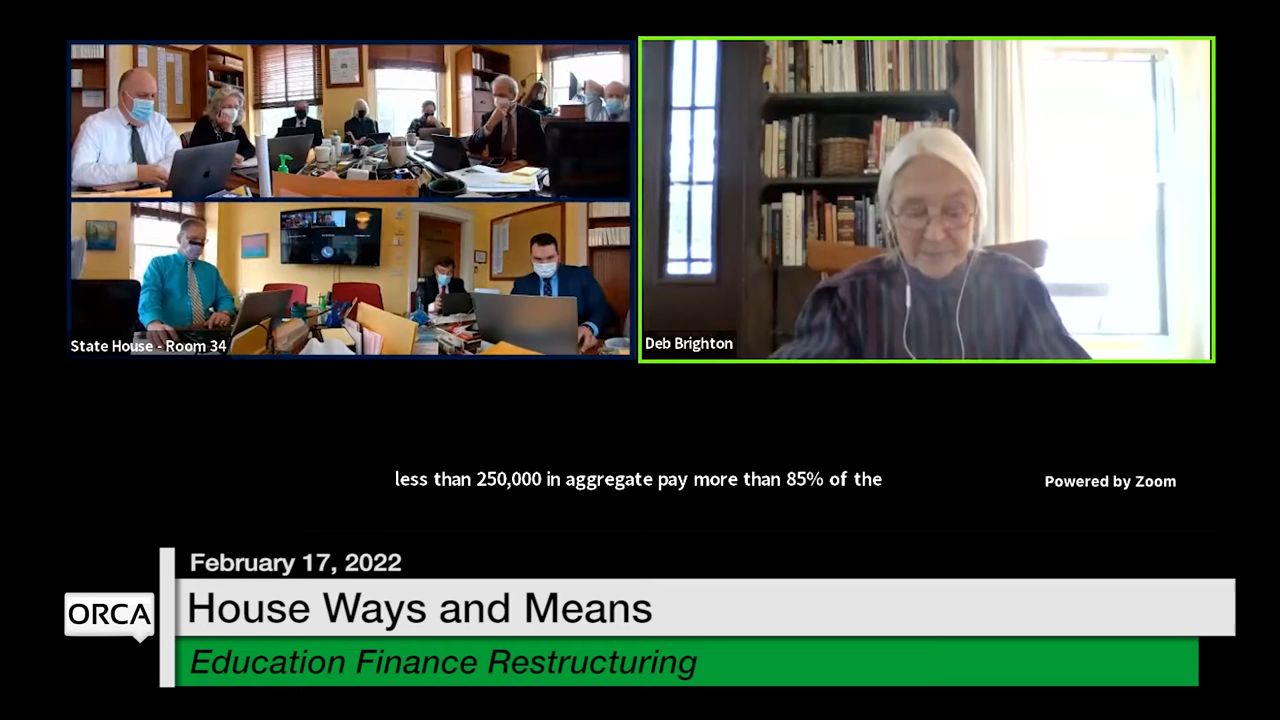 State House - Room 34
Deb Brighton
less than 250,000 in aggregate pay more than 85% of the
Powered by Zoom
February 17, 2022
ORCA
House Ways and Means
Education Finance Restructuring